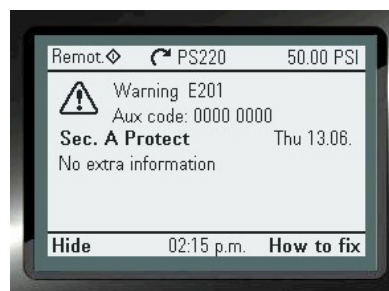 Remot. PS220 50.00 PSI
Warning E201
Aux code: 0000 0000
Sec. A Protect Thu 13.06.
No extra information
Hide 02:15 p.m. How to fix